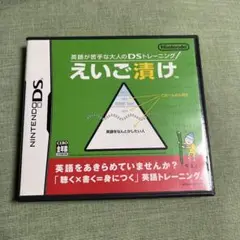 英語が苦手な大人のDSトレーニング
Nintendo
えいご漬け
NINTENDO DS
CERO
英語をあきらめていませんか?
「聴く×書く=身につく」英語トレーニング